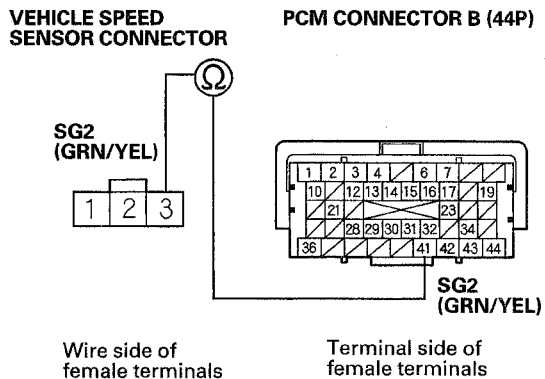 VEHICLE SPEED
SENSOR CONNECTOR
PCM CONNECTOR B (44P)
Ω
SG2
(GRN/YEL)
1 2 3
1 2 3 4 6 7
10 12 13 14 15 16 17 19
21 23
28 29 30 31 32 34
36 41 42 43 44
SG2
(GRN/YEL)
Wire side of
female terminals
Terminal side of
female terminals